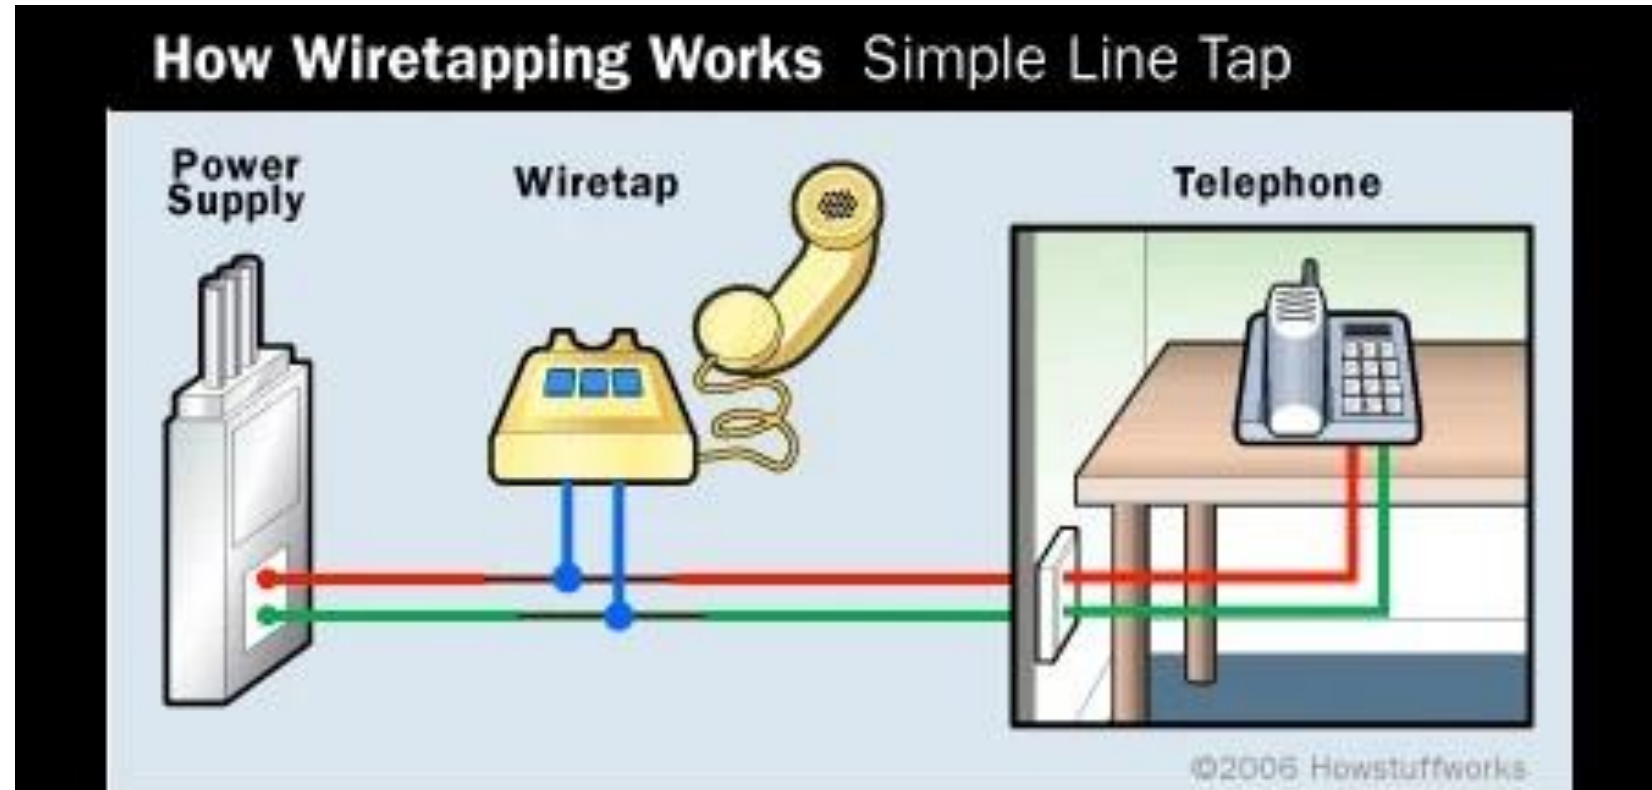 How Wiretapping Works Simple Line Tap
Power
Supply
Wiretap
Telephone
©2006 Howstuffworks